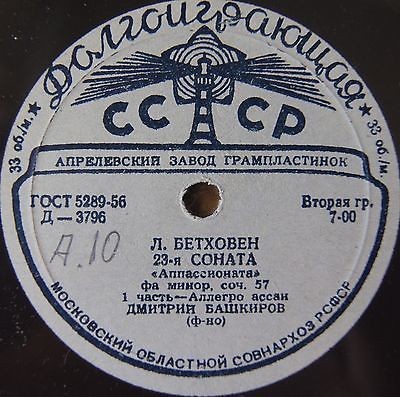 Долгоиграющая
33 об./м.
33 об./м.
СССР
АПРЕЛЕВСКИЙ ЗАВОД ГРАМПЛАСТИНОК
ГОСТ 5289-56
Д — 3796
Вторая гр.
7-00
А.10
Л. БЕТХОВЕН
23-я СОНАТА
«Аппассионата»
фа минор, соч. 57
1 часть—Аллегро ассаи
ДМИТРИЙ БАШКИРОВ
(ф-но)
МОСКОВСКИЙ ОБЛАСТНОЙ СОВНАРХОЗ РСФСР